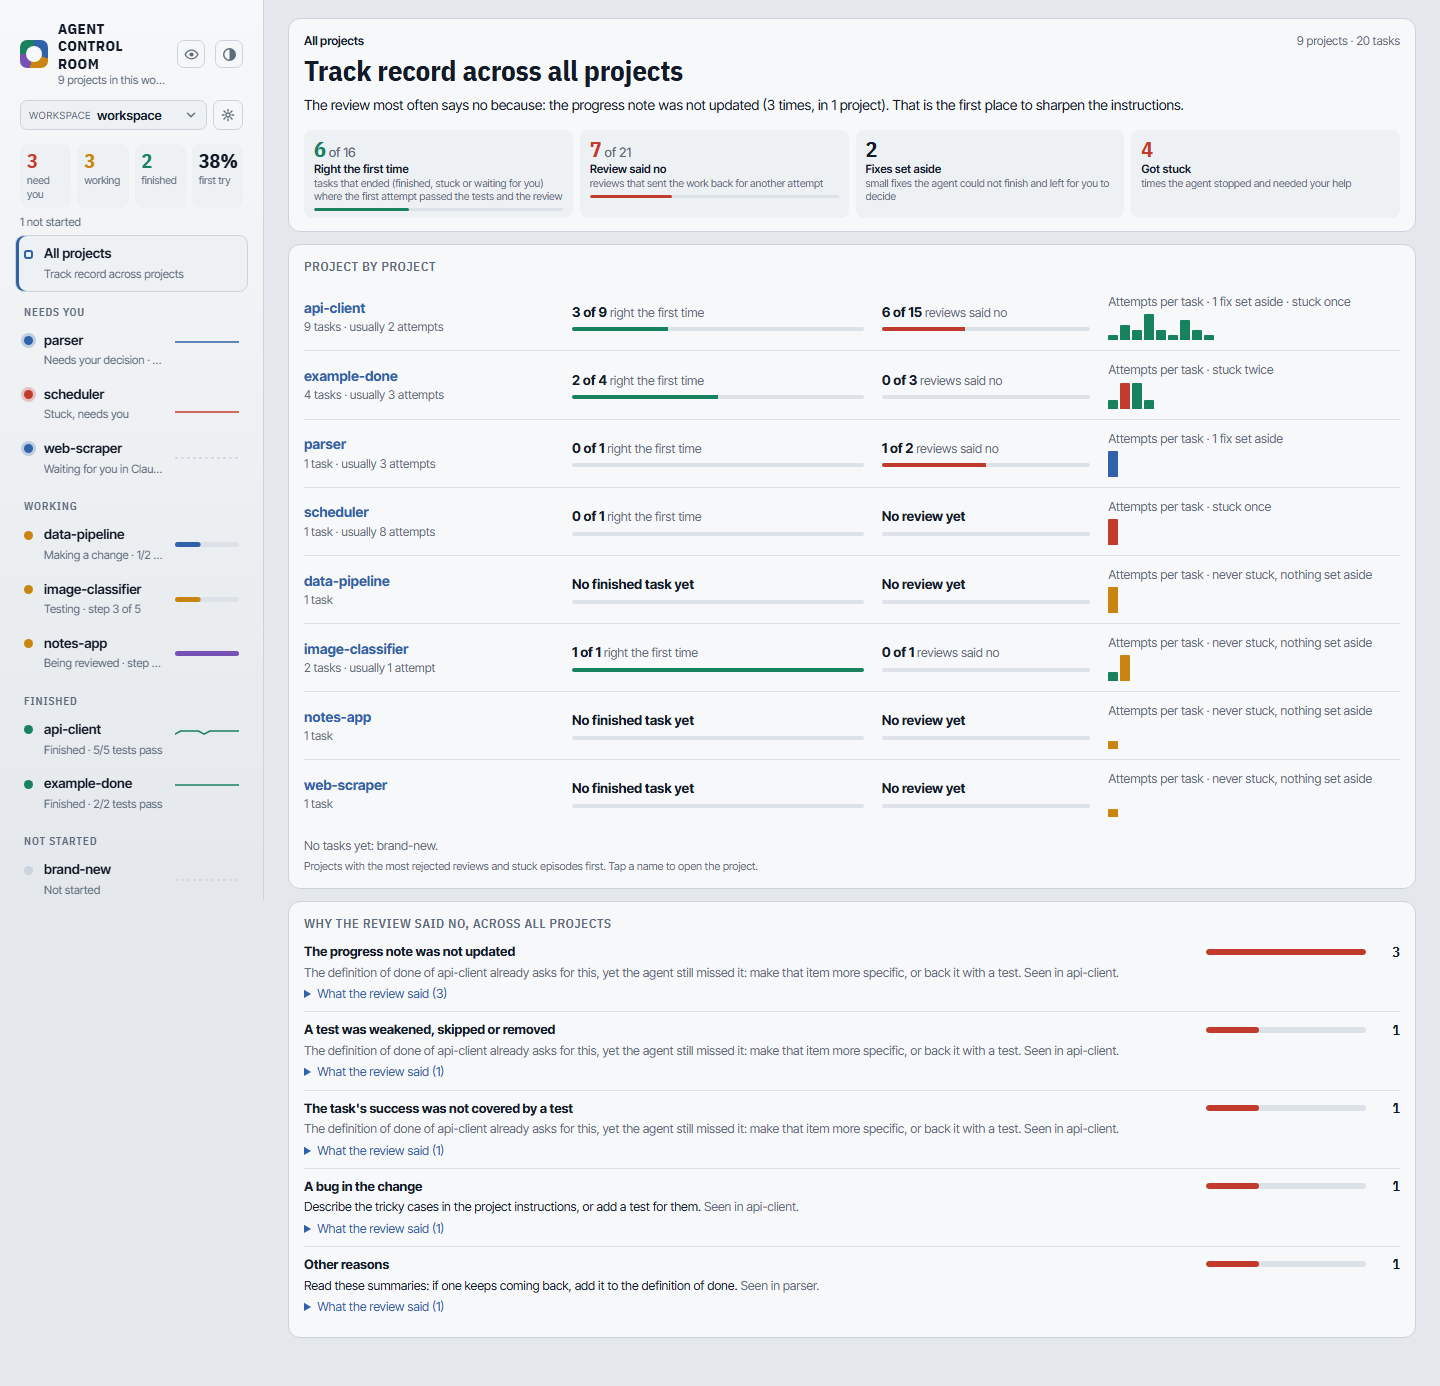 AGENT
CONTROL
ROOM
9 projects in this wo...
WORKSPACE workspace
3 need you
3 working
2 finished
38% first try
1 not started
All projects
Track record across projects
NEEDS YOU
parser
Needs your decision · ...
scheduler
Stuck, needs you
web-scraper
Waiting for you in Clau...
WORKING
data-pipeline
Making a change · 1/2 ...
image-classifier
Testing · step 3 of 5
notes-app
Being reviewed · step ...
FINISHED
api-client
Finished · 5/5 tests pass
example-done
Finished · 2/2 tests pass
NOT STARTED
brand-new
Not started
All projects
9 projects · 20 tasks
Track record across all projects
The review most often says no because: the progress note was not updated (3 times, in 1 project). That is the first place to sharpen the instructions.
6 of 16
Right the first time
tasks that ended (finished, stuck or waiting for you)
where the first attempt passed the tests and the review
7 of 21
Review said no
reviews that sent the work back for another attempt
2
Fixes set aside
small fixes the agent could not finish and left for you to
decide
4
Got stuck
times the agent stopped and needed your help
PROJECT BY PROJECT
api-client
9 tasks · usually 2 attempts
3 of 9 right the first time
6 of 15 reviews said no
Attempts per task · 1 fix set aside · stuck once
example-done
4 tasks · usually 3 attempts
2 of 4 right the first time
0 of 3 reviews said no
Attempts per task · stuck twice
parser
1 task · usually 3 attempts
0 of 1 right the first time
1 of 2 reviews said no
Attempts per task · 1 fix set aside
scheduler
1 task · usually 8 attempts
0 of 1 right the first time
No review yet
Attempts per task · stuck once
data-pipeline
1 task
No finished task yet
No review yet
Attempts per task · never stuck, nothing set aside
image-classifier
2 tasks · usually 1 attempt
1 of 1 right the first time
0 of 1 reviews said no
Attempts per task · never stuck, nothing set aside
notes-app
1 task
No finished task yet
No review yet
Attempts per task · never stuck, nothing set aside
web-scraper
1 task
No finished task yet
No review yet
Attempts per task · never stuck, nothing set aside
No tasks yet: brand-new.
Projects with the most rejected reviews and stuck episodes first. Tap a name to open the project.
WHY THE REVIEW SAID NO, ACROSS ALL PROJECTS
The progress note was not updated
3
The definition of done of api-client already asks for this, yet the agent still missed it: make that item more specific, or back it with a test. Seen in api-client.
What the review said (3)
A test was weakened, skipped or removed
1
The definition of done of api-client already asks for this, yet the agent still missed it: make that item more specific, or back it with a test. Seen in api-client.
What the review said (1)
The task's success was not covered by a test
1
The definition of done of api-client already asks for this, yet the agent still missed it: make that item more specific, or back it with a test. Seen in api-client.
What the review said (1)
A bug in the change
1
Describe the tricky cases in the project instructions, or add a test for them. Seen in api-client.
What the review said (1)
Other reasons
1
Read these summaries: if one keeps coming back, add it to the definition of done. Seen in parser.
What the review said (1)